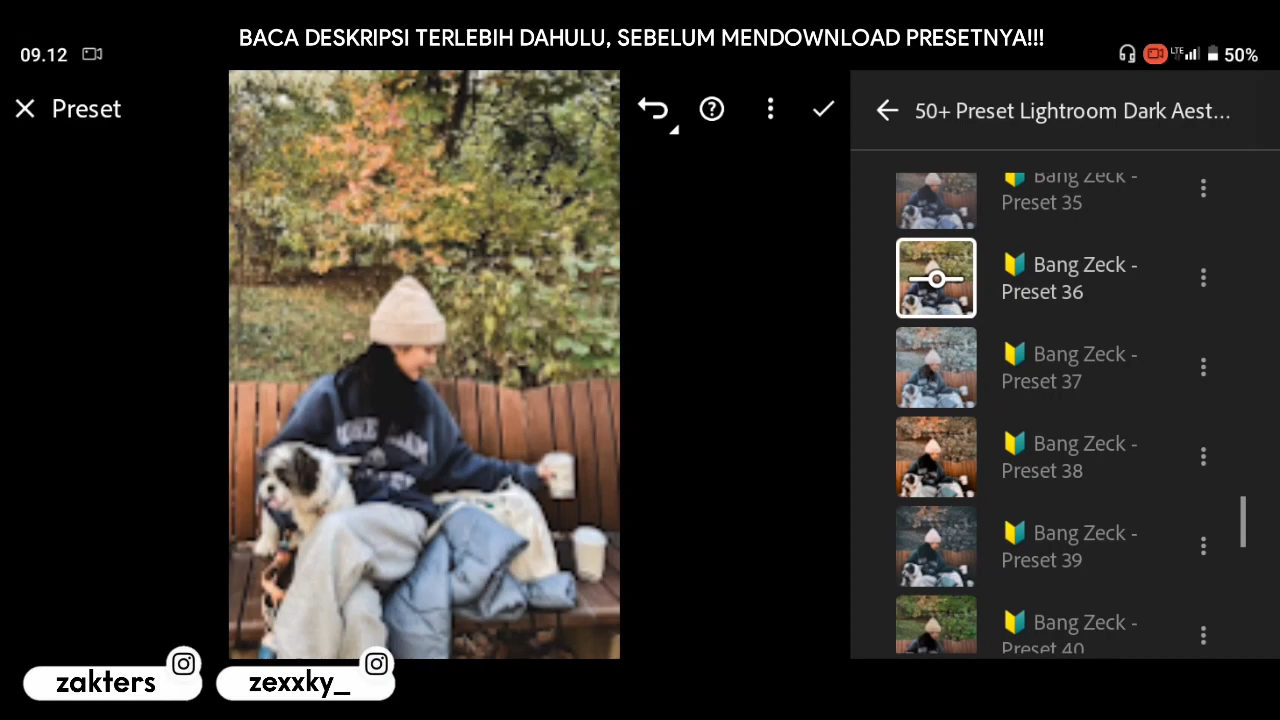 BACA DESKRIPSI TERLEBIH DAHULU, SEBELUM MENDOWNLOAD PRESETNYA!!!
09.12
LTE
50%
Preset
50+ Preset Lightroom Dark Aest...
Bang Zeck -
Preset 35
Bang Zeck -
Preset 36
Bang Zeck -
Preset 37
Bang Zeck -
Preset 38
Bang Zeck -
Preset 39
Bang Zeck -
Preset 40
zakters
zexxky_